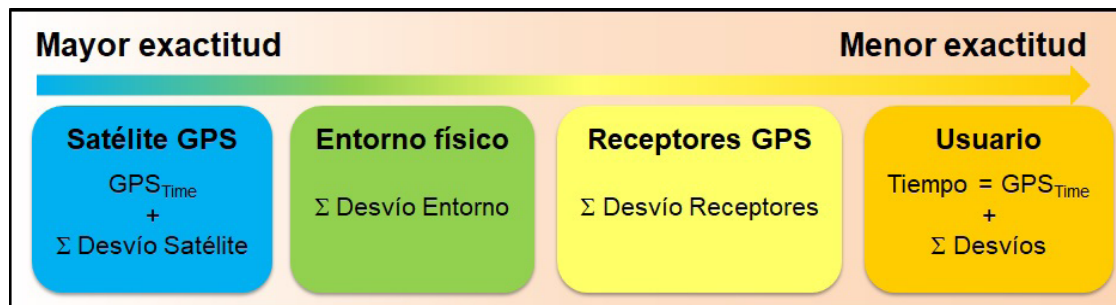 Mayor exactitud
Menor exactitud
Satélite GPS
GPSTime
+
Σ Desvío Satélite
Entorno físico
Σ Desvío Entorno
Receptores GPS
Σ Desvío Receptores
Usuario
Tiempo = GPSTime
+
Σ Desvíos